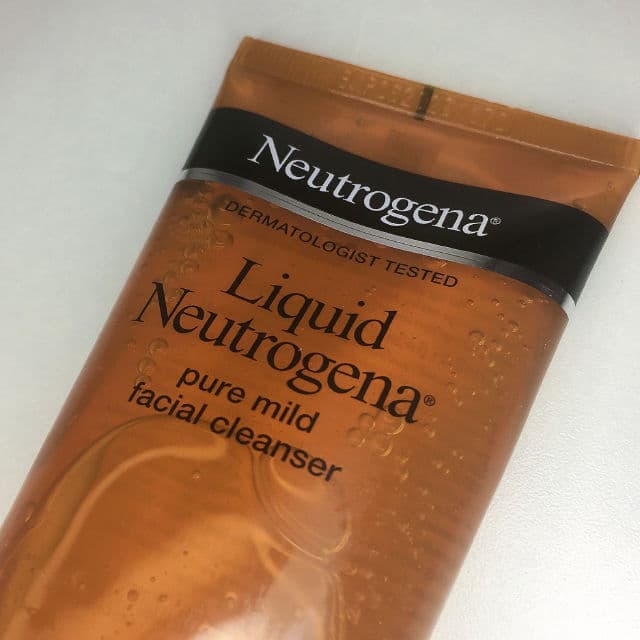 Neutrogena®
DERMATOLOGIST TESTED
Liquid
Neutrogena®
pure mild
facial cleanser